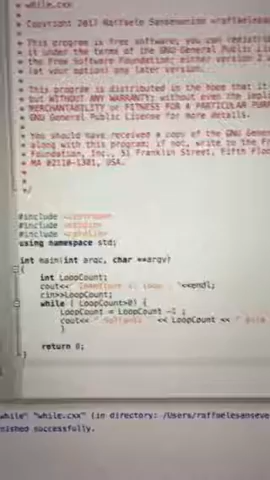 * while.cxx
*
* Copyright 2017 Raffaele
*
* This program is free software; you can redistribute
* it under the terms of the GNU General Public
* the Free Software Foundation; either version 2
* (at your option) any later version.
*
* This program is distributed in the hope that it
* but WITHOUT ANY WARRANTY; without even the
* MERCHANTABILITY or FITNESS FOR A PARTICULAR
* GNU General Public License for more details.
*
* You should have received a copy of the GNU
* along with this program; if not, write to the
* Foundation, Inc., 51 Franklin Street, Fifth
* MA 02110-1301, USA.
*
*
*/
#include
#include
#include
using namespace std;
int main(int argc, char **argv)
{
int LoopCount;
cout<< "<<endl;
cin>>LoopCount;
while ( LoopCount>0) {
LoopCount = LoopCount -1 ;
cout<<" << LoopCount << "
}
return 0;
}
while" "while.cxx" (in directory: /Users/
nished successfully.